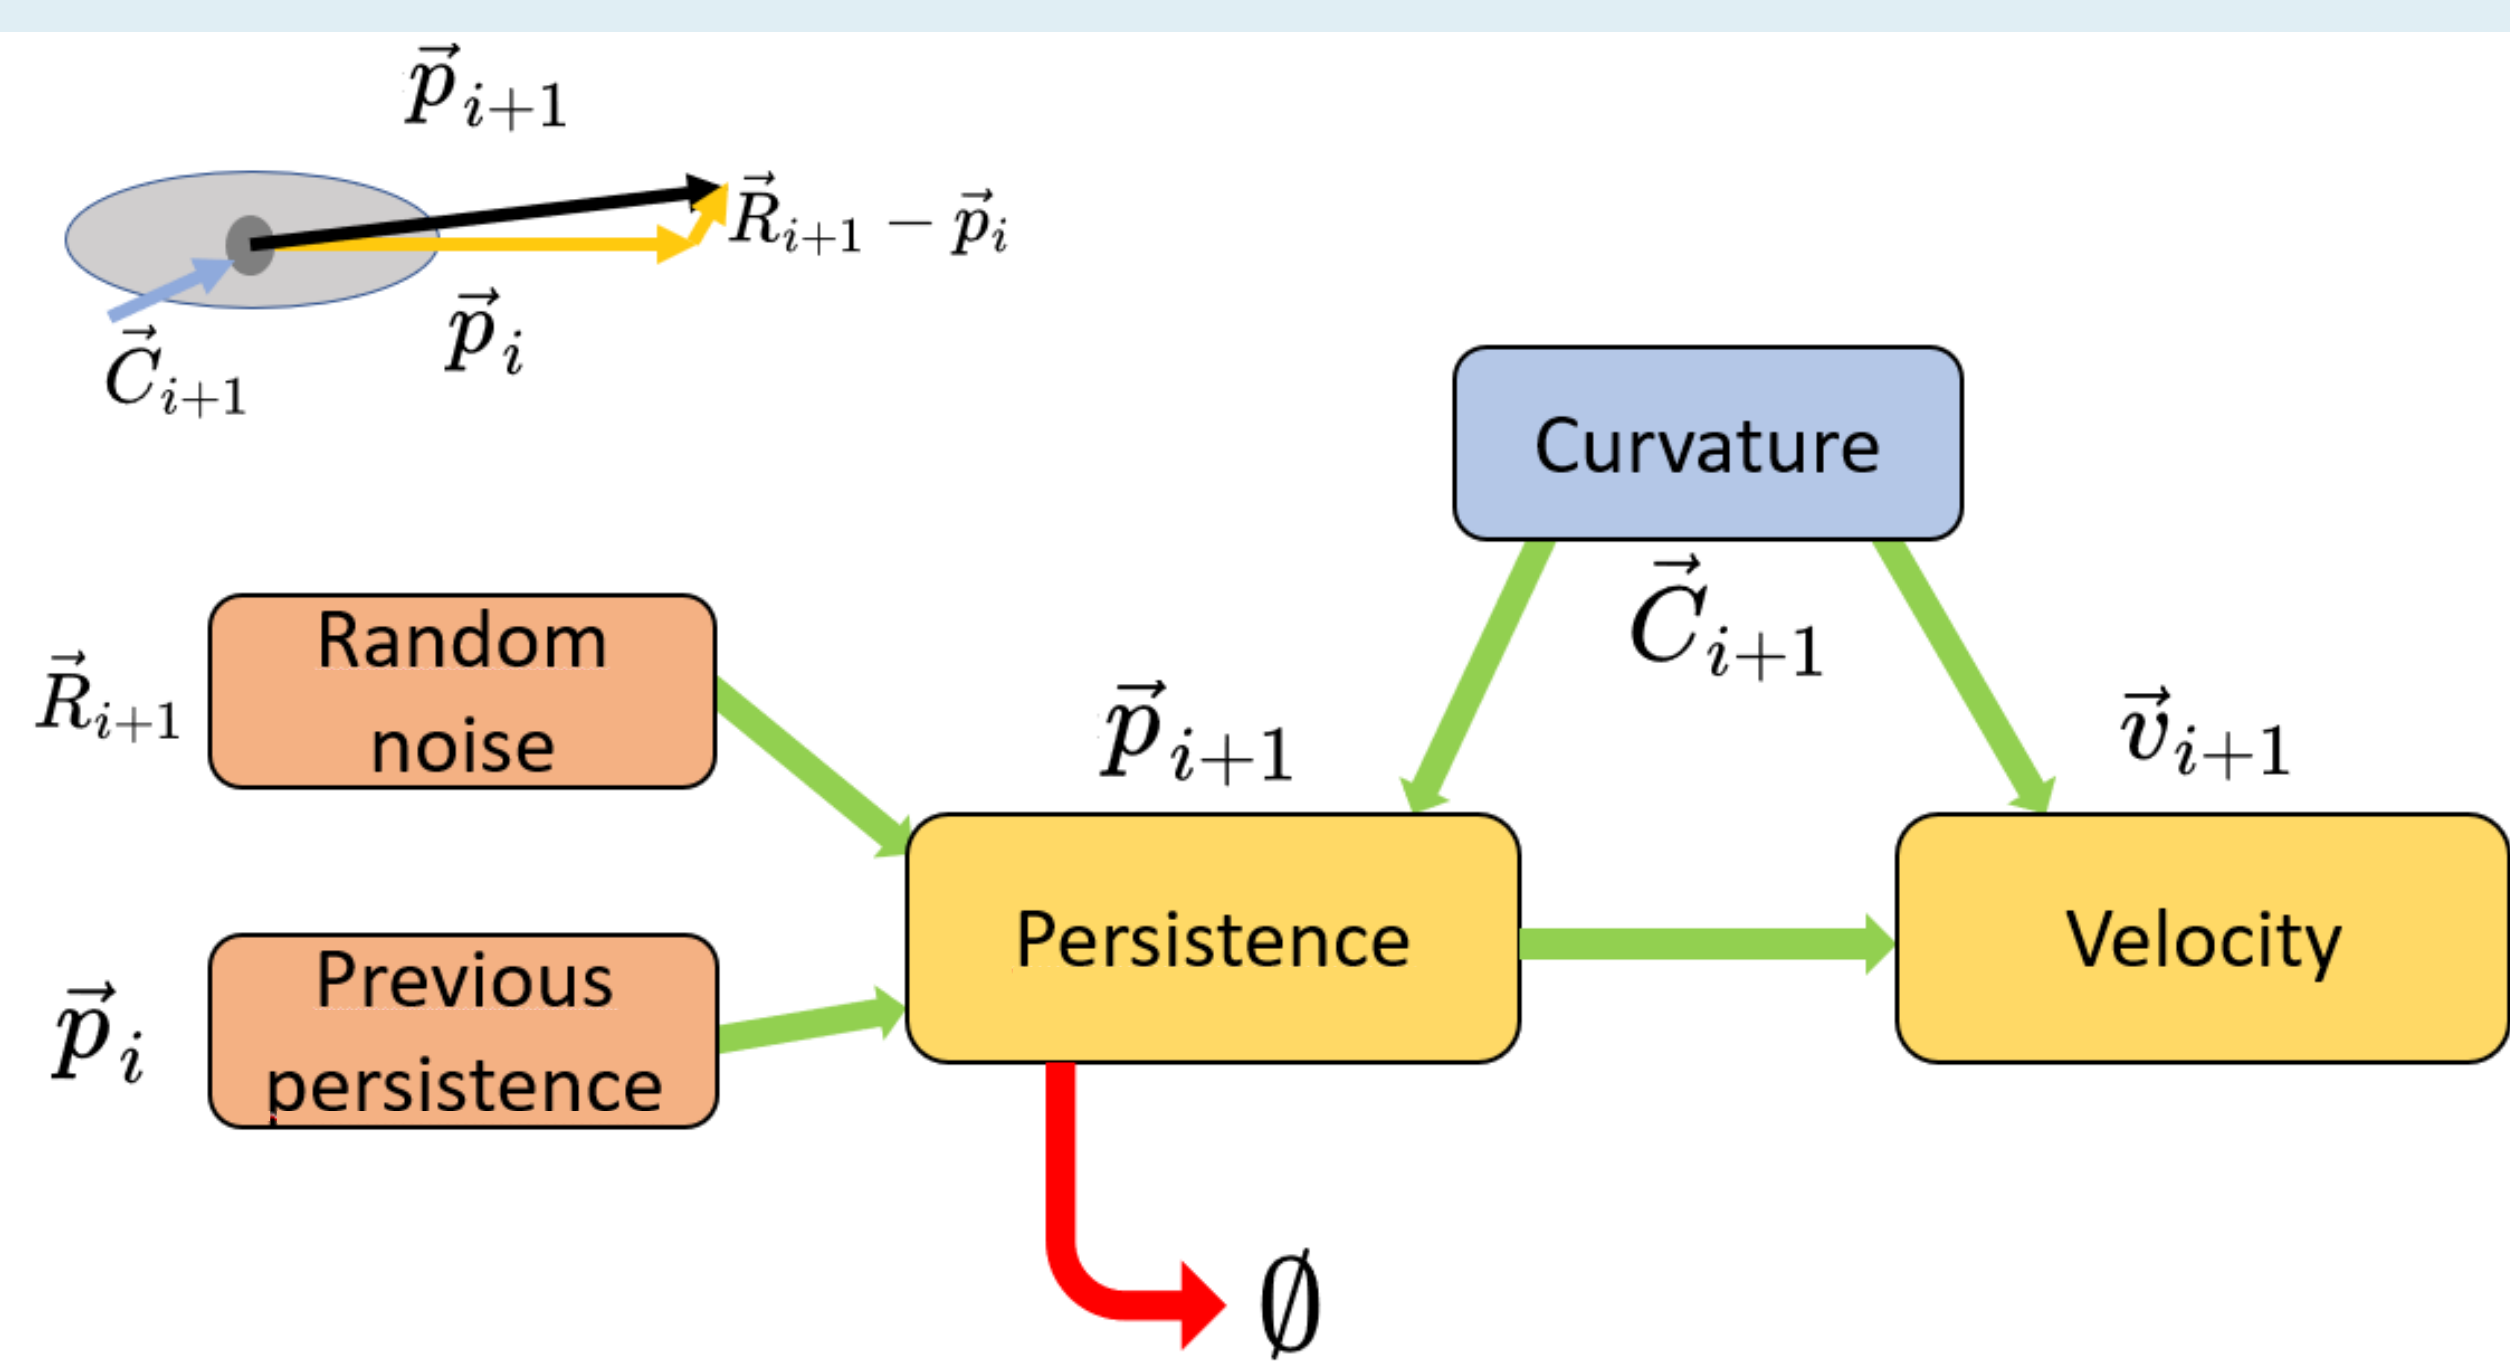 p⃗ᵢ₊₁
R⃗ᵢ₊₁ − p⃗ᵢ
p⃗ᵢ
C⃗ᵢ₊₁
Curvature
C⃗ᵢ₊₁
Random
noise
R⃗ᵢ₊₁
p⃗ᵢ₊₁
v⃗ᵢ₊₁
Previous
persistence
p⃗ᵢ
Persistence
Velocity
∅